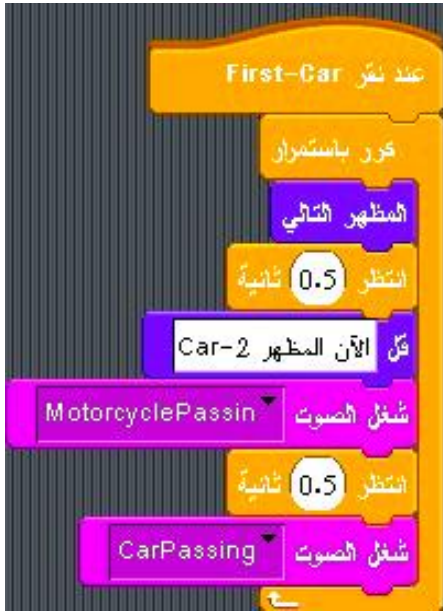 عند نقر First-Car
كرر باستمرار
المظهر التالي
انتظر 0.5 ثانية
قل الآن المظهر Car-2
شغل الصوت MotorcyclePassin
انتظر 0.5 ثانية
شغل الصوت CarPassing